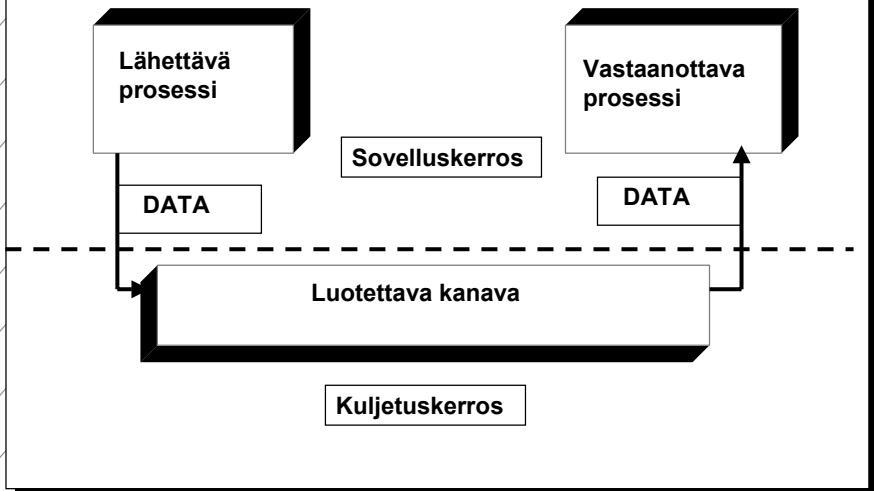 Lähettävä
prosessi
Vastaanottava
prosessi
Sovelluskerros
DATA
DATA
Luotettava kanava
Kuljetuskerros